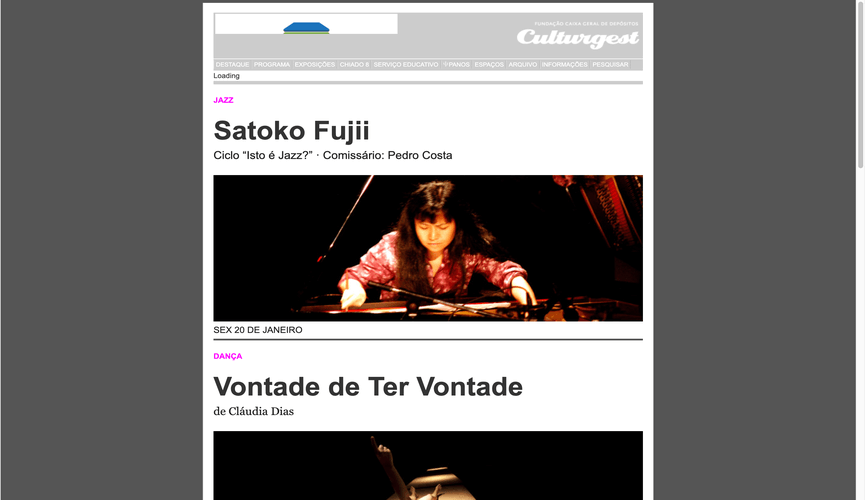 FUNDAÇÃO CAIXA GERAL DE DEPÓSITOS
Culturgest
DESTAQUE PROGRAMA EXPOSIÇÕES CHIADO 8 SERVIÇO EDUCATIVO PANOS ESPAÇOS ARQUIVO INFORMAÇÕES PESQUISAR
Loading
JAZZ
Satoko Fujii
Ciclo “Isto é Jazz?” · Comissário: Pedro Costa
SEX 20 DE JANEIRO
DANÇA
Vontade de Ter Vontade
de Cláudia Dias